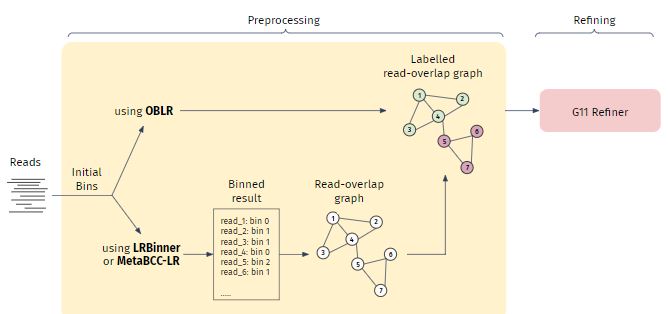 Preprocessing
Refining
Labelled
read-overlap graph
1
2
3
4
5
6
7
using OBLR
G11 Refiner
Reads
Initial
Bins
using LRBinner
or MetaBCC-LR
Binned
result
read_1: bin 0
read_2: bin 1
read_3: bin 1
read_4: bin 0
read_5: bin 2
read_6: bin 1
.....
Read-overlap
graph
1
2
3
4
5
6
7